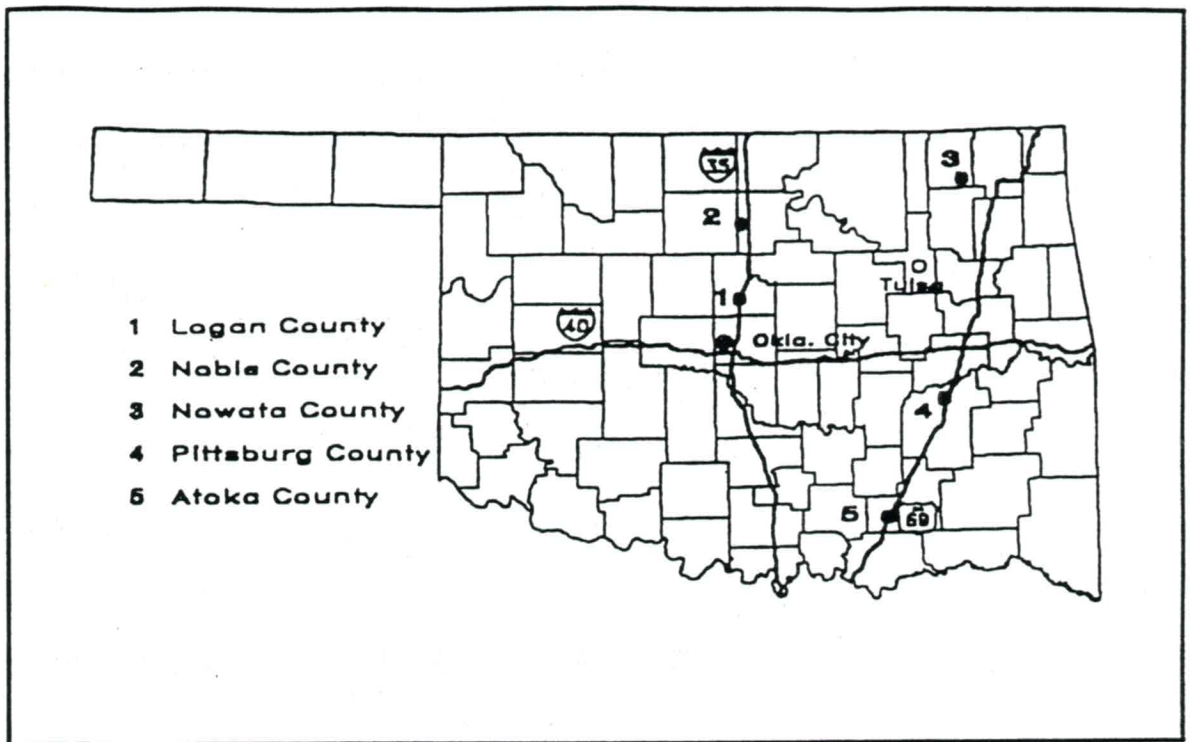 35
3
2
Tulsa
1
1 Logan County
40
Okla. City
2 Noble County
3 Nowata County
4
4 Pittsburg County
5 Atoka County
5
US
69